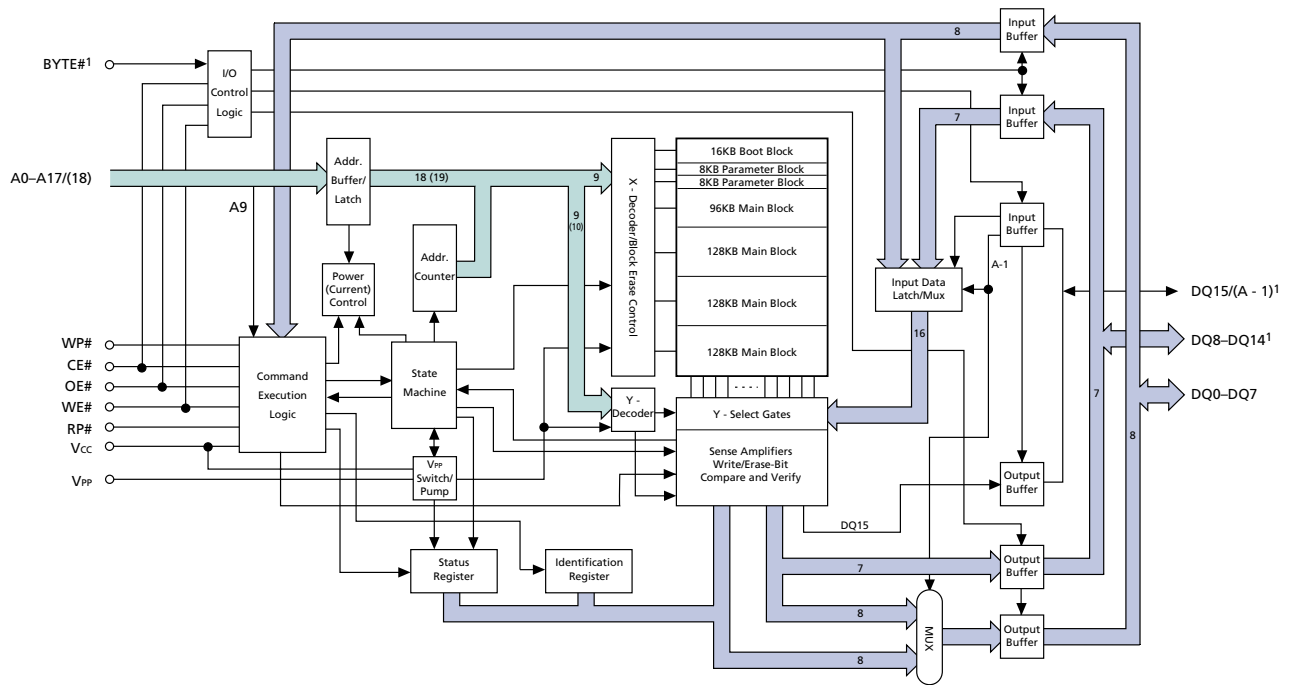 BYTE#1
I/O
Control
Logic
8
Input
Buffer
7
Input
Buffer
A0–A17/(18)
Addr.
Buffer/
Latch
18 (19)
9
9
(10)
A9
X - Decoder/Block Erase Control
16KB Boot Block
8KB Parameter Block
8KB Parameter Block
96KB Main Block
128KB Main Block
128KB Main Block
128KB Main Block
Addr.
Counter
Power
(Current)
Control
Input
Buffer
A-1
Input Data
Latch/Mux
16
DQ15/(A - 1)1
DQ8–DQ141
DQ0–DQ7
7
8
WP#
CE#
OE#
WE#
RP#
VCC
VPP
Command
Execution
Logic
State
Machine
VPP
Switch/
Pump
Y -
Decoder
Y - Select Gates
Sense Amplifiers
Write/Erase-Bit
Compare and Verify
Output
Buffer
DQ15
Status
Register
Identification
Register
7
Output
Buffer
8
8
MUX
Output
Buffer